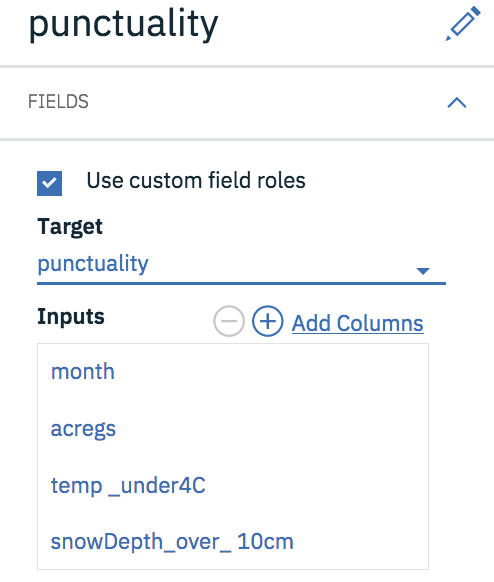 punctuality
FIELDS
Use custom field roles
Target
punctuality
Inputs
Add Columns
month
acregs
temp _under4C
snowDepth_over_ 10cm